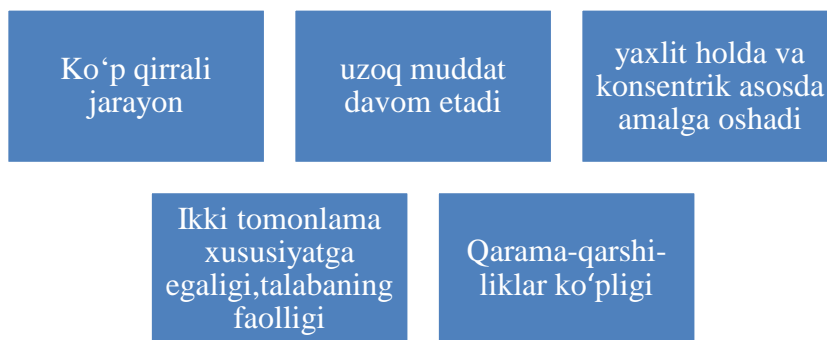 Ko‘p qirrali
jarayon
uzoq muddat
davom etadi
yaxlit holda va
konsentrik asosda
amalga oshadi
Ikki tomonlama
xususiyatga
egaligi,talabaning
faolligi
Qarama-qarshi-
liklar ko‘pligi